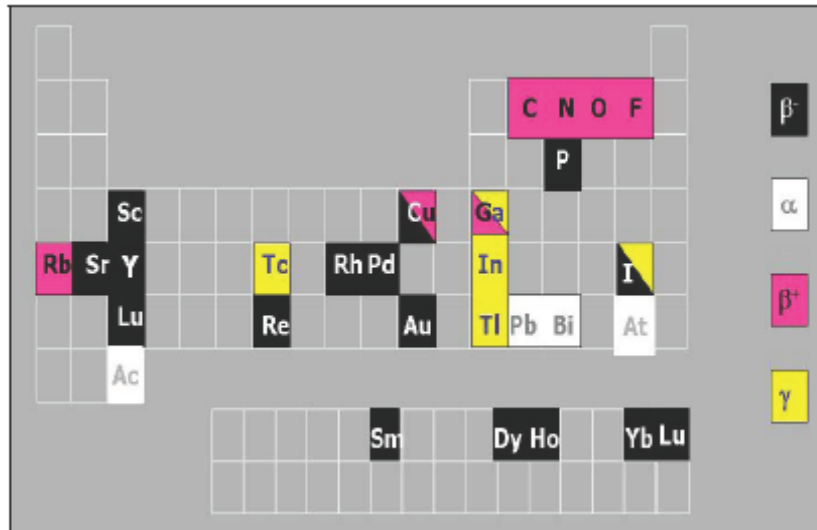 C N O F
β-
P
Sc Cu Ga
α
Rb Sr Y Tc Rh Pd In I
β+
Lu Re Au Tl Pb Bi At
Ac
γ
Sm Dy Ho Yb Lu